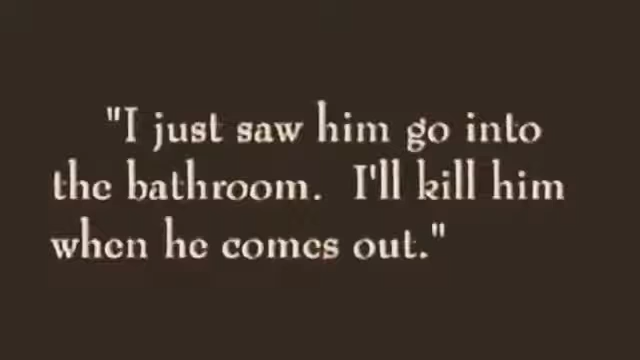 "I just saw him go into
the bathroom.  I'll kill him
when he comes out."